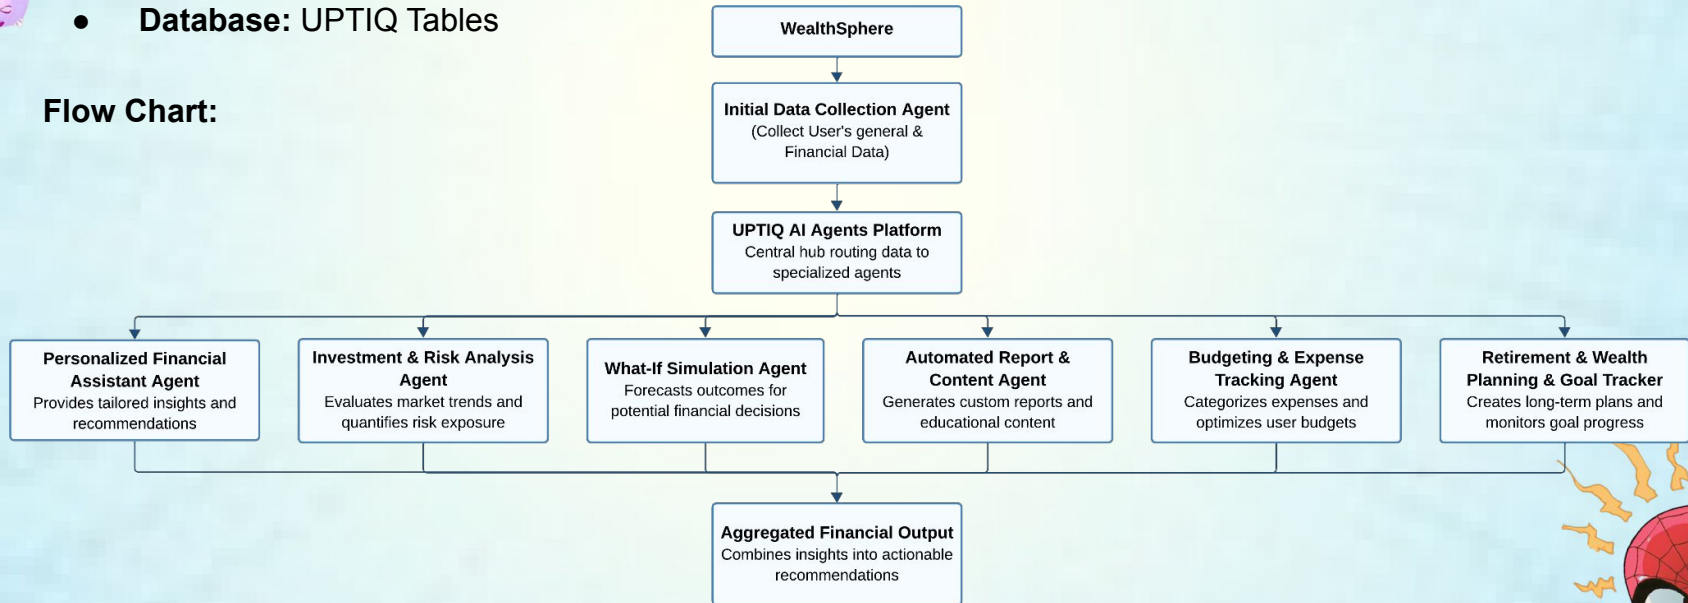 ● Database: UPTIQ Tables
Flow Chart:
WealthSphere
Initial Data Collection Agent
(Collect User's general &
Financial Data)
UPTIQ AI Agents Platform
Central hub routing data to
specialized agents
Personalized Financial
Assistant Agent
Provides tailored insights and
recommendations
Investment & Risk Analysis
Agent
Evaluates market trends and
quantifies risk exposure
What-If Simulation Agent
Forecasts outcomes for
potential financial decisions
Automated Report &
Content Agent
Generates custom reports and
educational content
Budgeting & Expense
Tracking Agent
Categorizes expenses and
optimizes user budgets
Retirement & Wealth
Planning & Goal Tracker
Creates long-term plans and
monitors goal progress
Aggregated Financial Output
Combines insights into actionable
recommendations